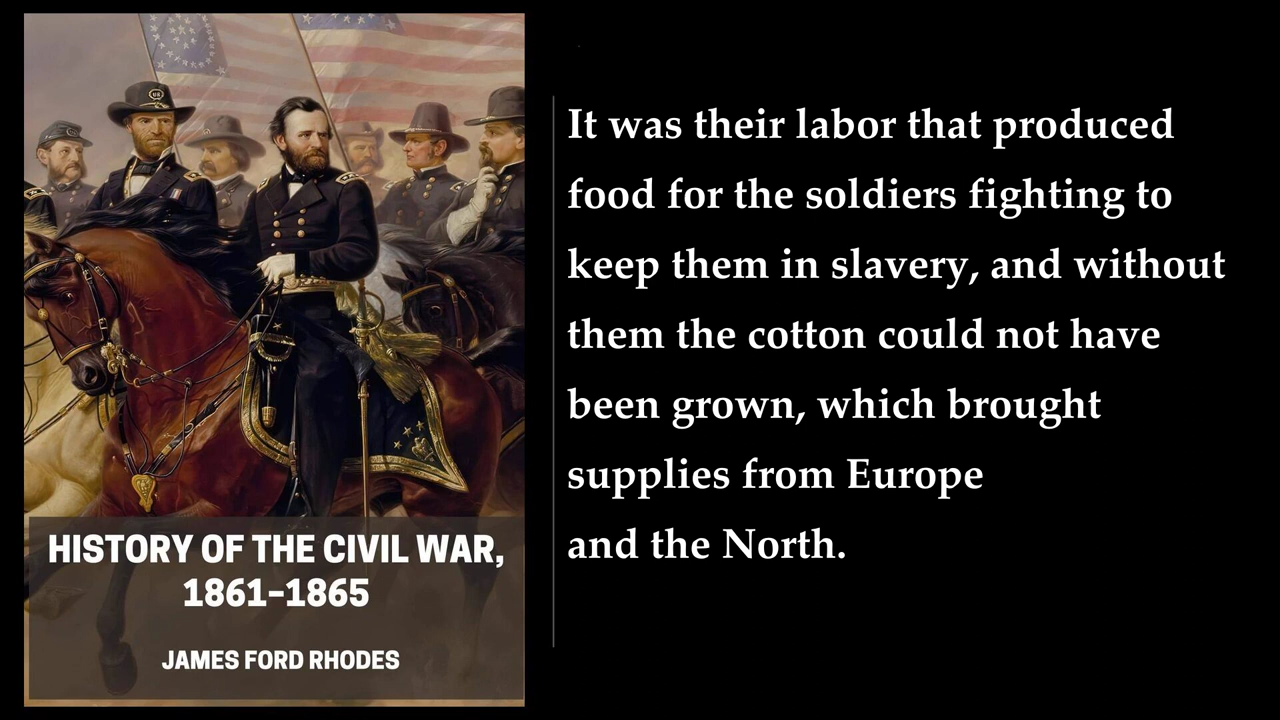 HISTORY OF THE CIVIL WAR,
1861–1865
JAMES FORD RHODES
It was their labor that produced
food for the soldiers fighting to
keep them in slavery, and without
them the cotton could not have
been grown, which brought
supplies from Europe
and the North.